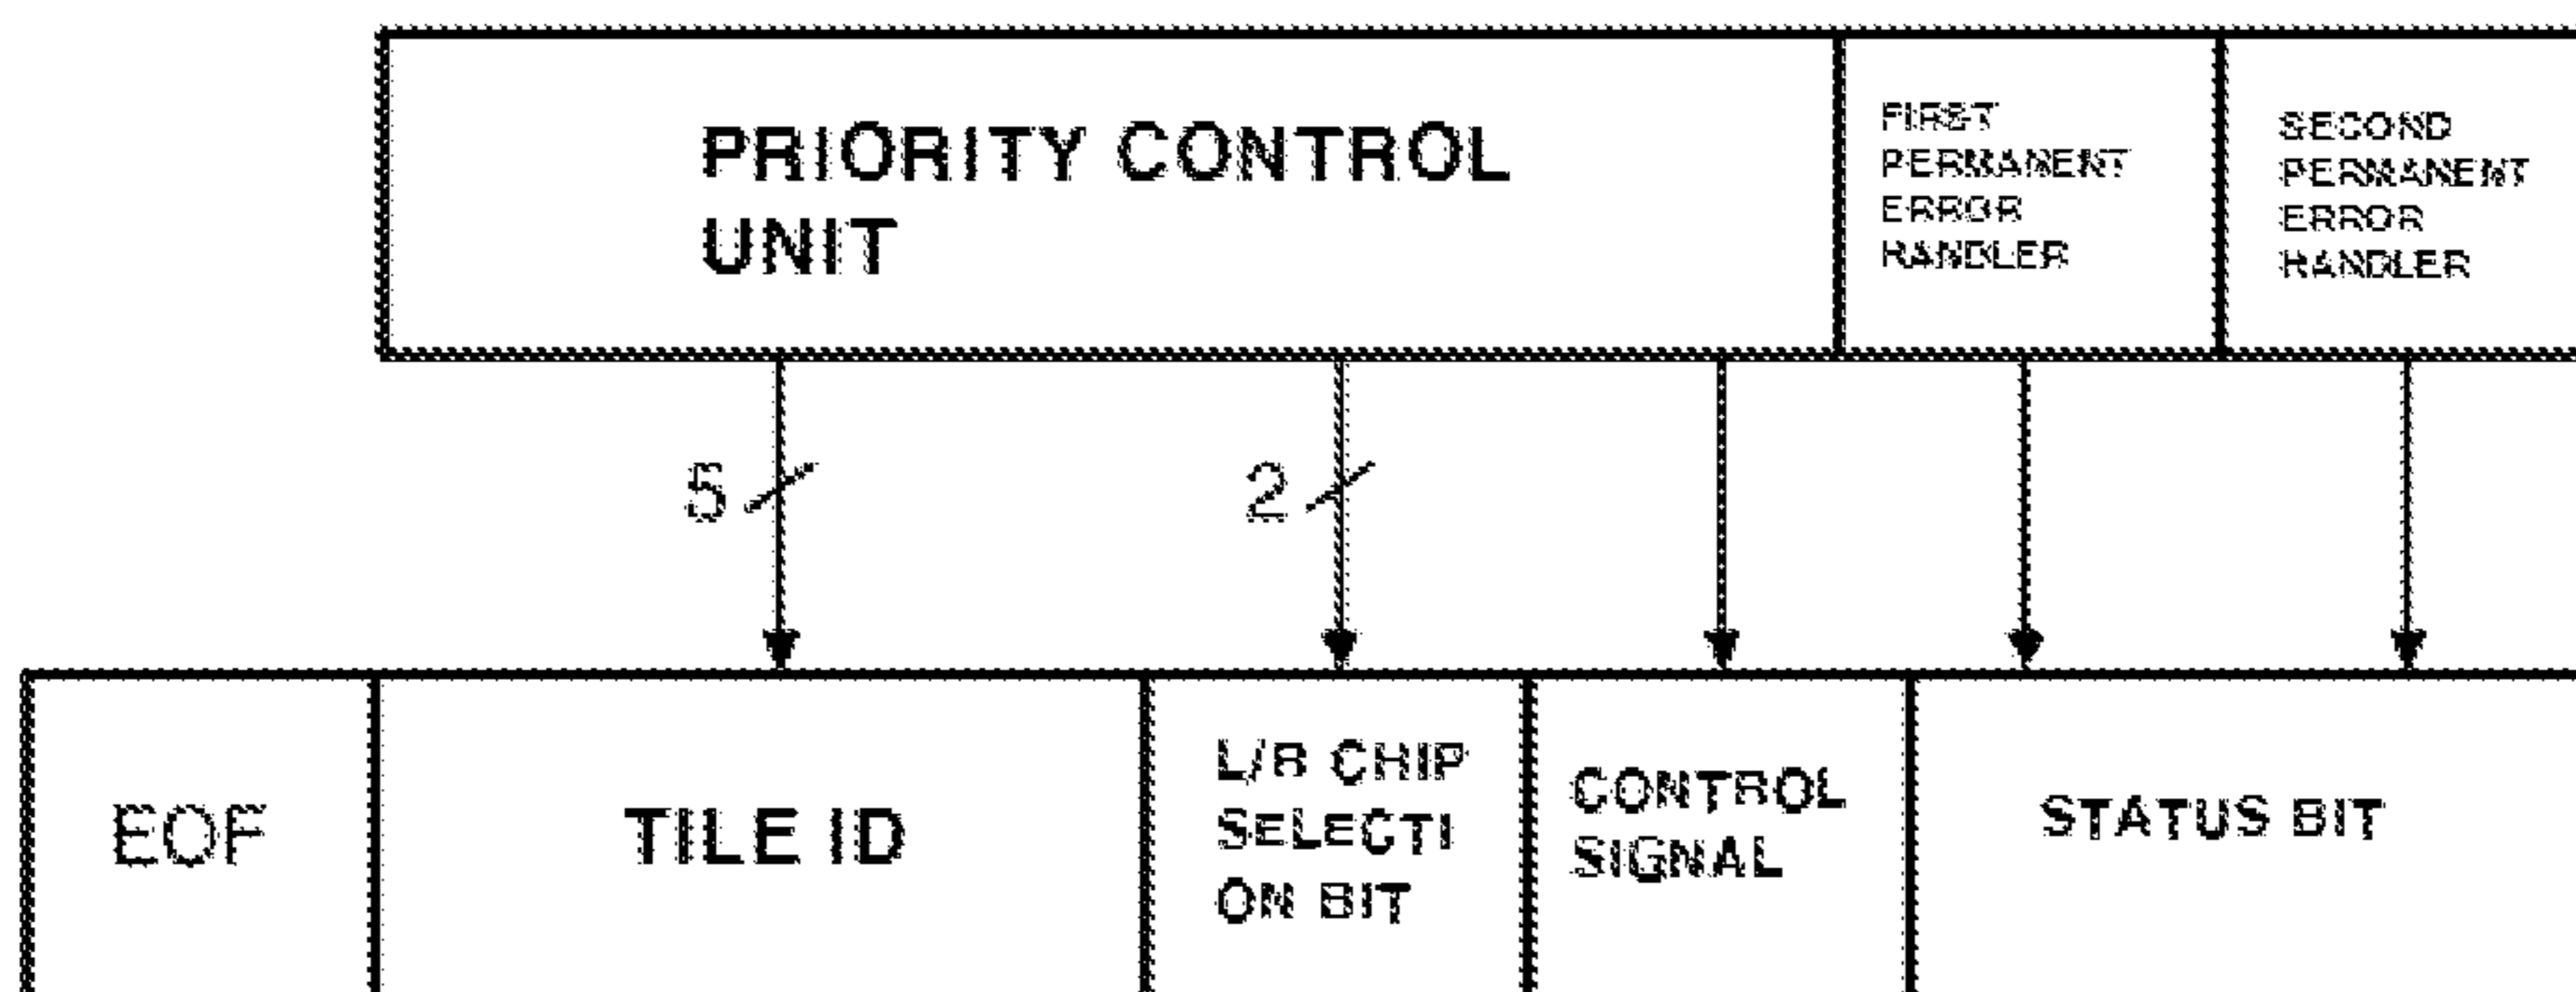 PRIORITY CONTROL
UNIT
FIRST
PERMANENT
ERROR
HANDLER
SECOND
PERMANENT
ERROR
HANDLER
5
2
EOF
TILE ID
L/B CHIP
SELECTI
ON BIT
CONTROL
SIGNAL
STATUS BIT